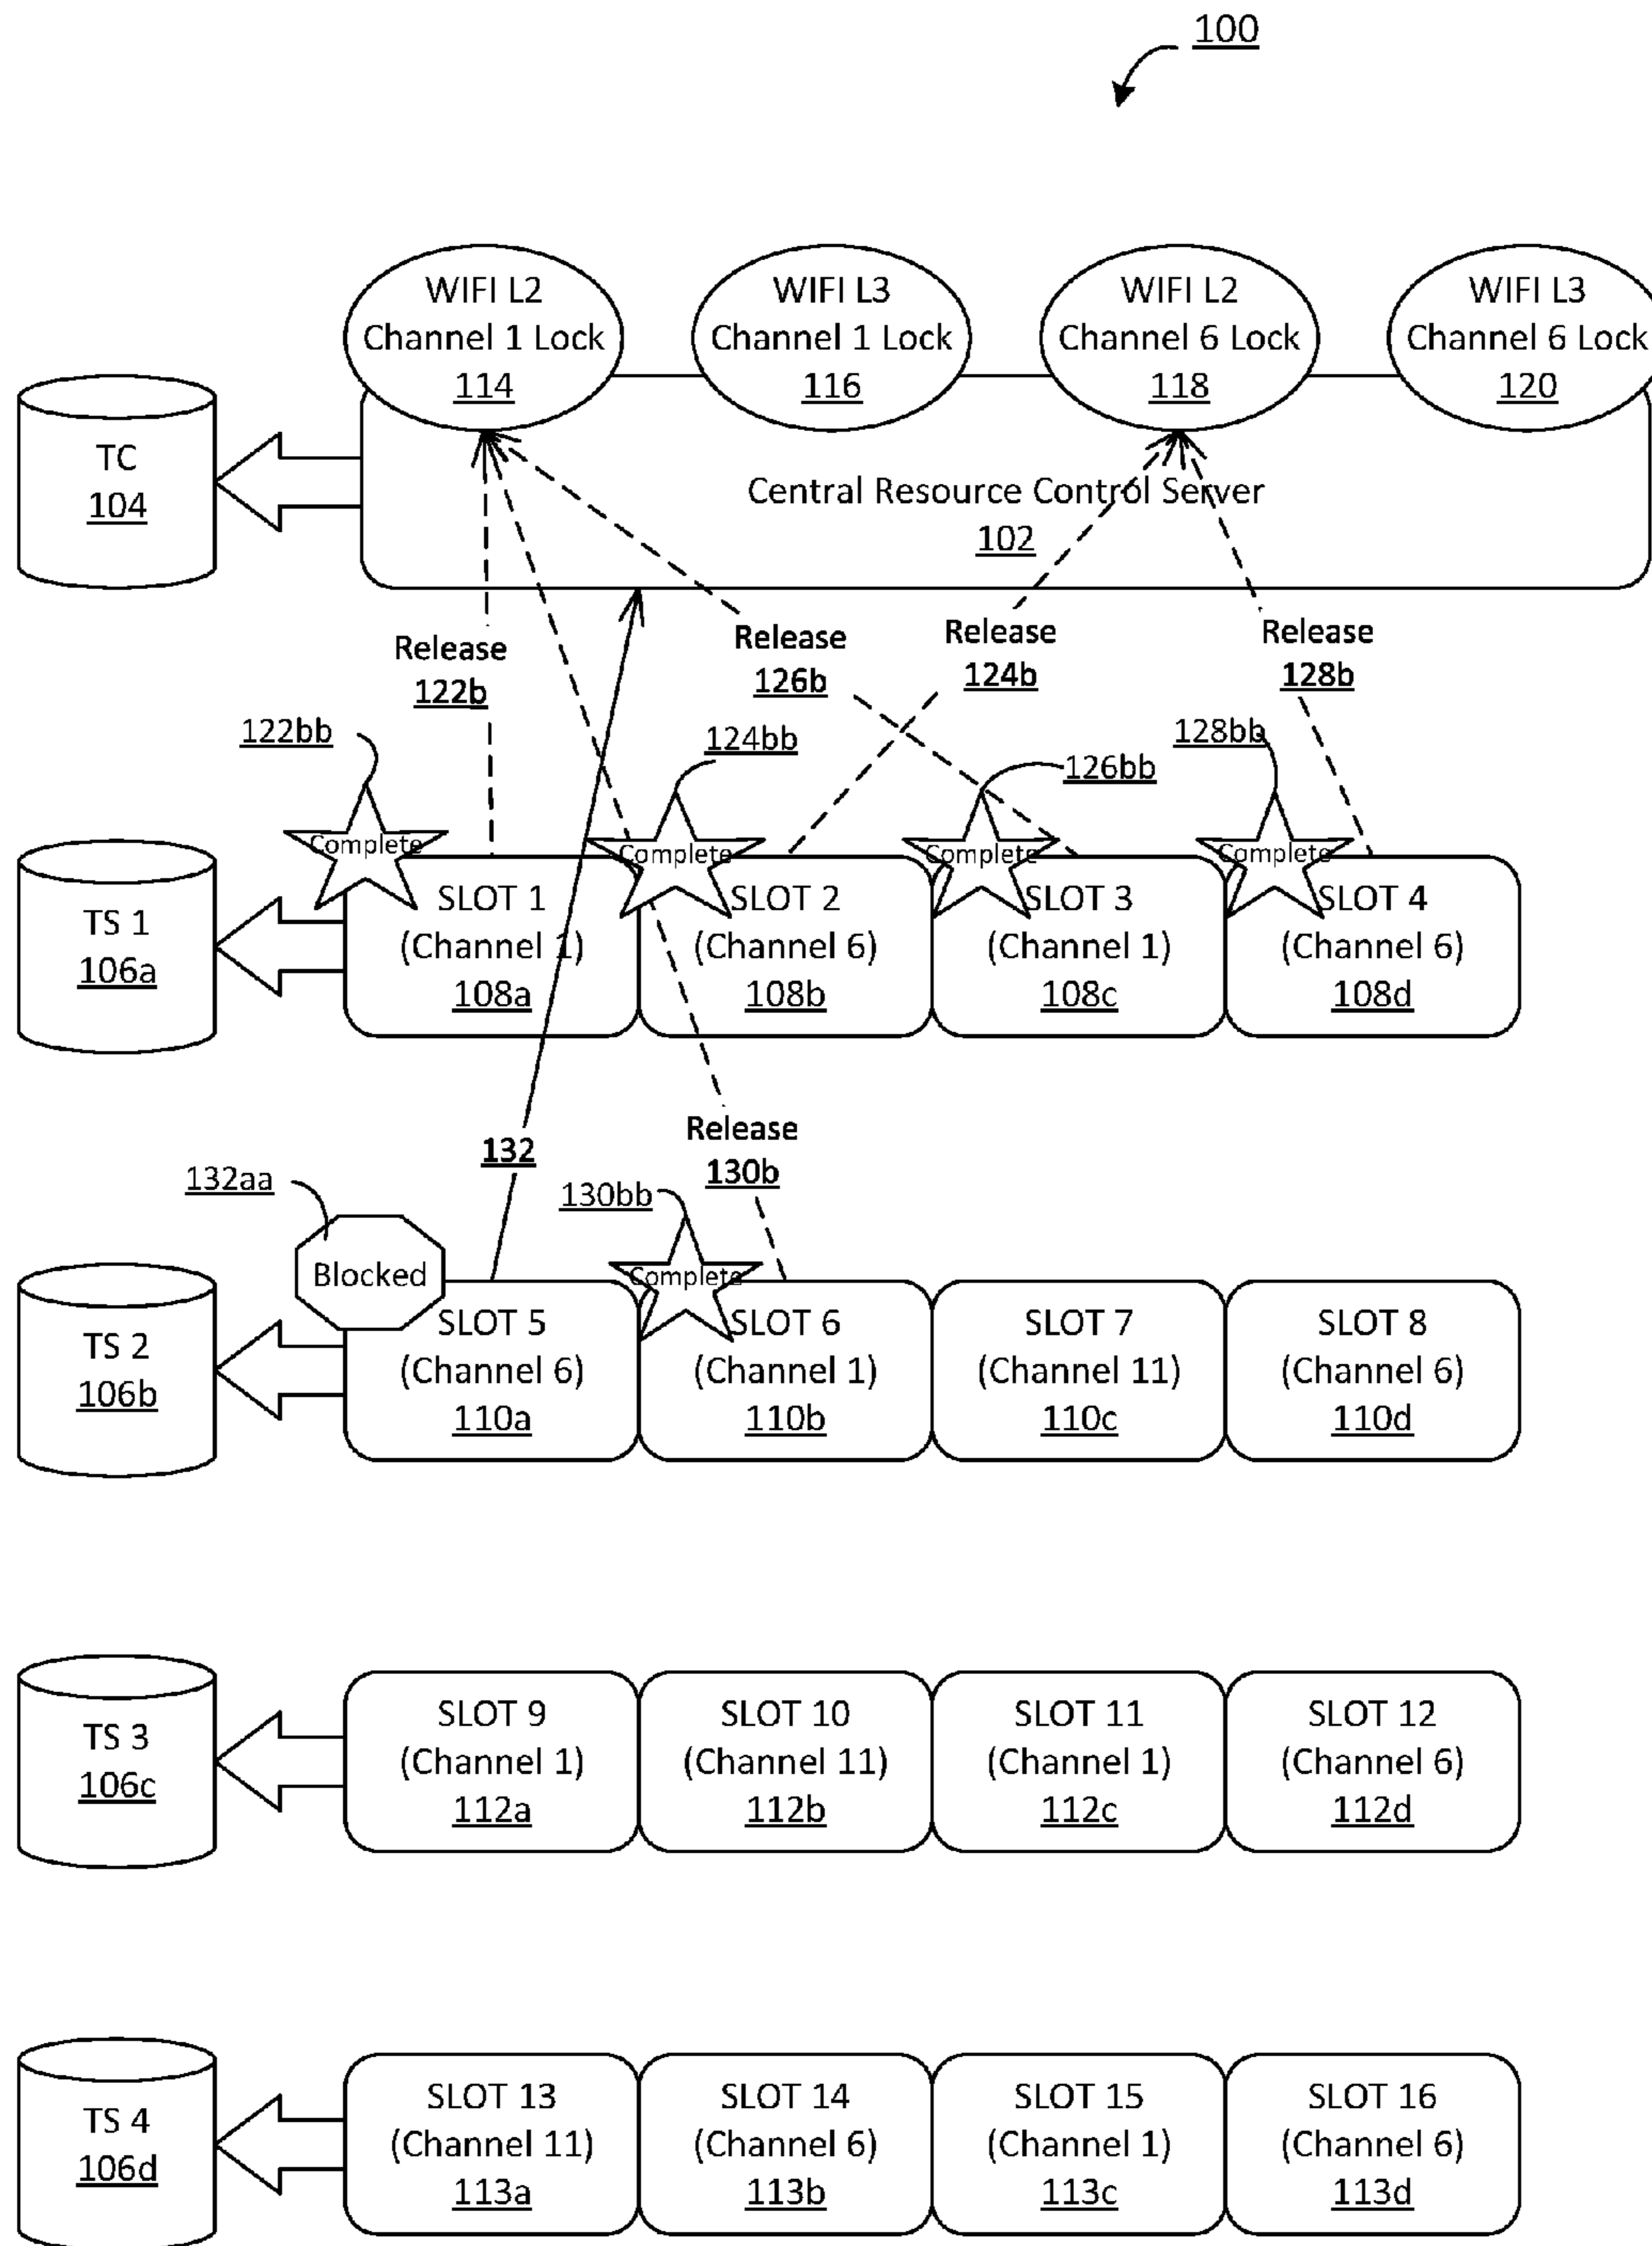 100
WIFI L2
Channel 1 Lock
114
WIFI L3
Channel 1 Lock
116
WIFI L2
Channel 6 Lock
118
WIFI L3
Channel 6 Lock
120
TC
104
Central Resource Control Server
102
Release
122b
Release
126b
Release
124b
Release
128b
122bb
124bb
126bb
128bb
Complete
Complete
Complete
Complete
TS 1
106a
SLOT 1
(Channel 1)
108a
SLOT 2
(Channel 6)
108b
SLOT 3
(Channel 1)
108c
SLOT 4
(Channel 6)
108d
132
Release
130b
132aa
130bb
Blocked
Complete
TS 2
106b
SLOT 5
(Channel 6)
110a
SLOT 6
(Channel 1)
110b
SLOT 7
(Channel 11)
110c
SLOT 8
(Channel 6)
110d
TS 3
106c
SLOT 9
(Channel 1)
112a
SLOT 10
(Channel 11)
112b
SLOT 11
(Channel 1)
112c
SLOT 12
(Channel 6)
112d
TS 4
106d
SLOT 13
(Channel 11)
113a
SLOT 14
(Channel 6)
113b
SLOT 15
(Channel 1)
113c
SLOT 16
(Channel 6)
113d